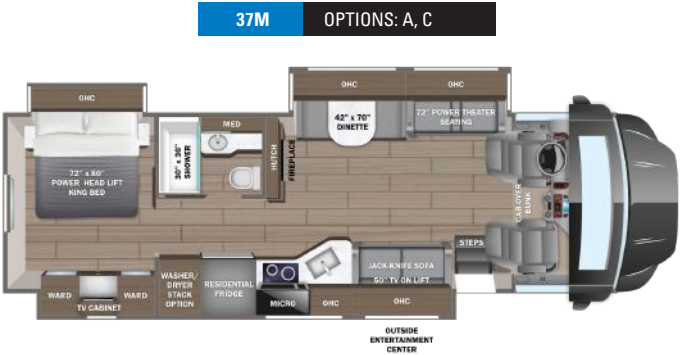 37M
OPTIONS: A, C
OHC
OHC
OHC
72" x 80"
POWER HEAD LIFT
KING BED
30" x 36"
SHOWER
MED
HUTCH
FIREPLACE
42" x 70"
DINETTE
72" POWER THEATER
SEATING
CAB-OVER
BUNK
STEPS
WARD
WARD
TV CABINET
WASHER/
DRYER
STACK
OPTION
RESIDENTIAL
FRIDGE
MICRO
OHC
JACK-KNIFE SOFA
50" TV ON LIFT
OHC
OUTSIDE
ENTERTAINMENT
CENTER